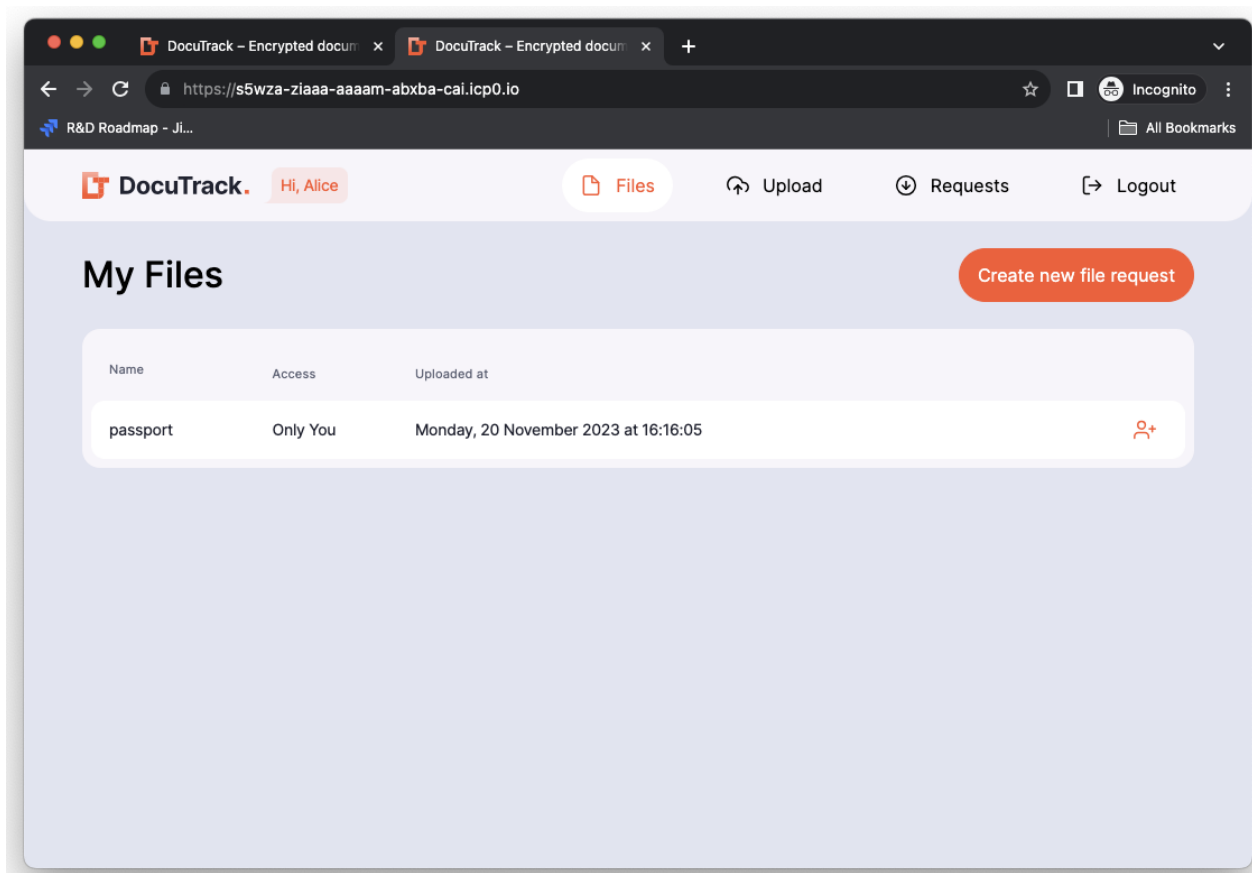 DocuTrack – Encrypted docum
DocuTrack – Encrypted docum
https://s5wza-ziaaa-aaaam-abxba-cai.icp0.io
Incognito
R&D Roadmap - Ji...
All Bookmarks
DocuTrack.
Hi, Alice
Files
Upload
Requests
Logout
My Files
Create new file request
Name Access Uploaded at
passport Only You Monday, 20 November 2023 at 16:16:05